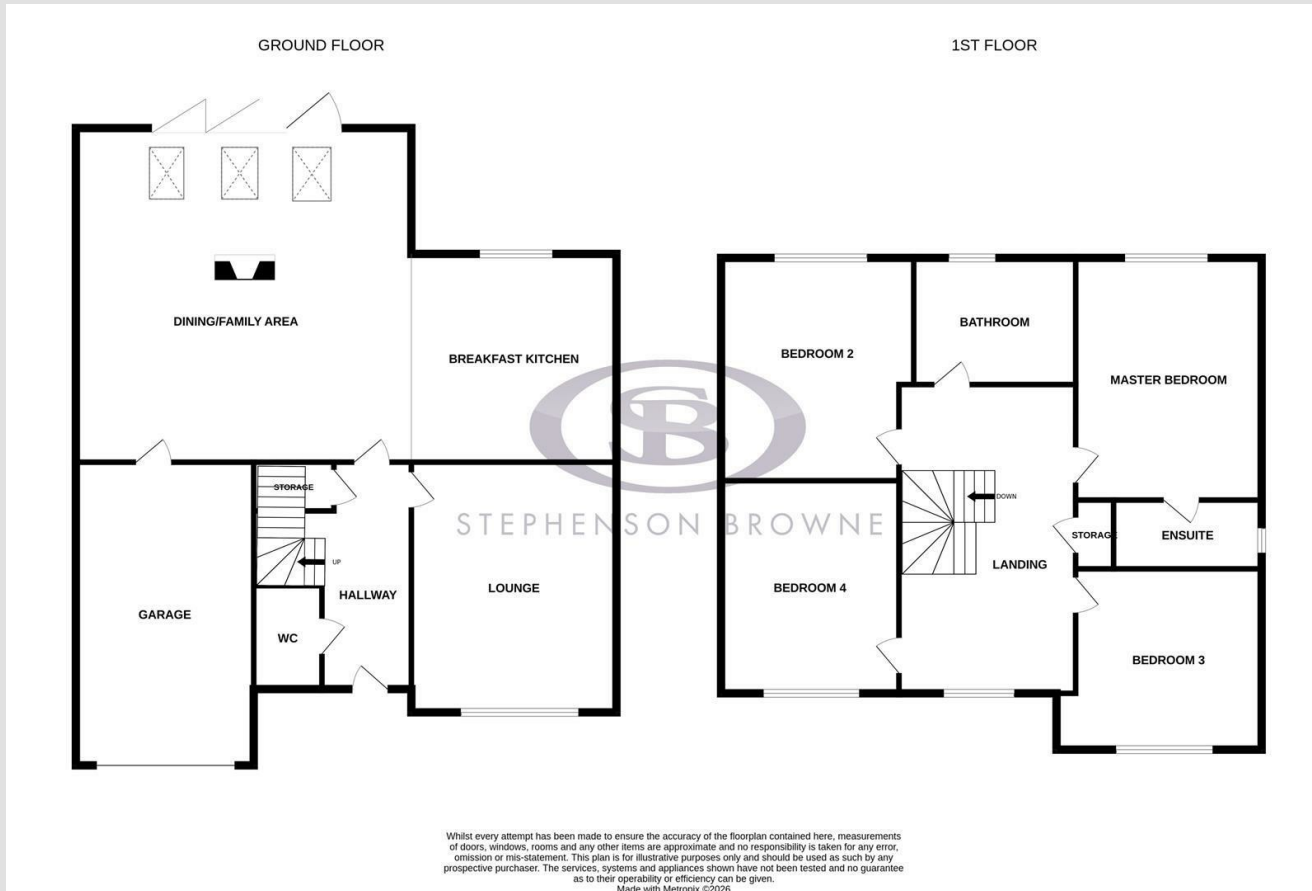 GROUND FLOOR
1ST FLOOR
DINING/FAMILY AREA
BREAKFAST KITCHEN
STORAGE
UP
HALLWAY
LOUNGE
GARAGE
WC
BEDROOM 2
BATHROOM
MASTER BEDROOM
DOWN
STORAGE
ENSUITE
LANDING
BEDROOM 4
BEDROOM 3
SB
STEPHENSON BROWNE
Whilst every attempt has been made to ensure the accuracy of the floorplan contained here, measurements
of doors, windows, rooms and any other items are approximate and no responsibility is taken for any error,
omission or mis-statement. This plan is for illustrative purposes only and should be used as such by any
prospective purchaser. The services, systems and appliances shown have not been tested and no guarantee
as to their operability or efficiency can be given.
Made with Metropix ©2026